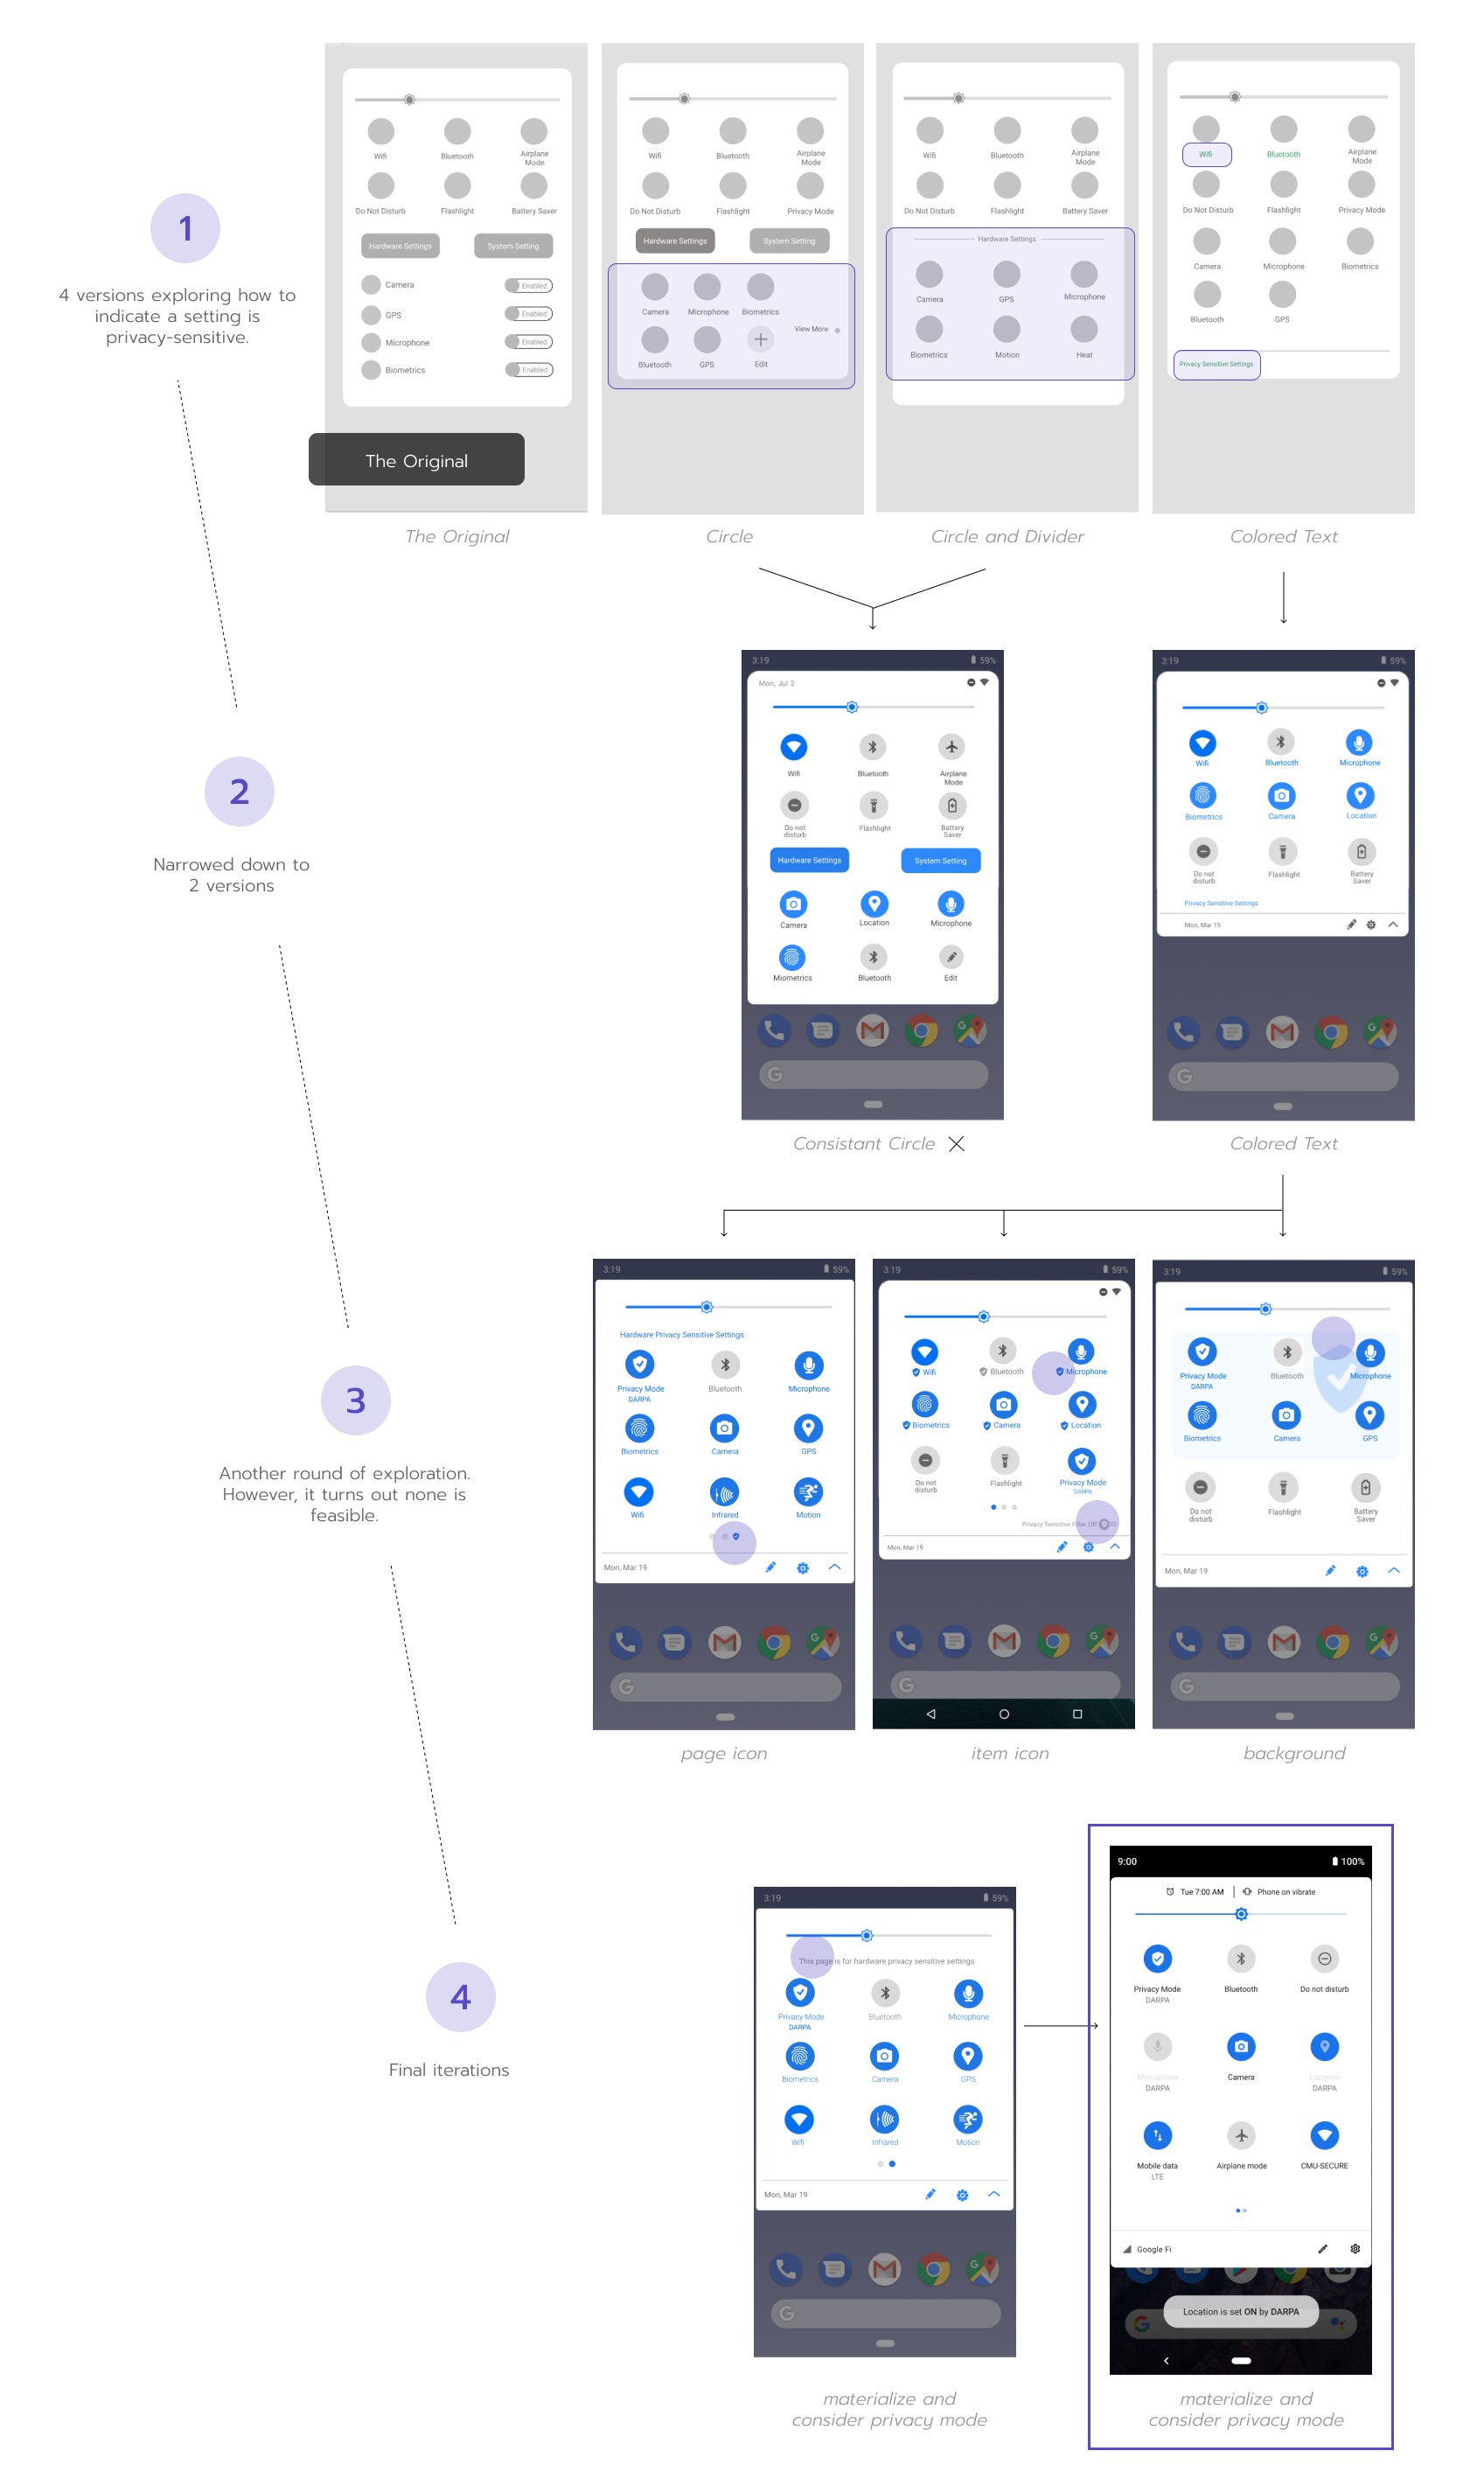 1
4 versions exploring how to
indicate a setting is
privacy-sensitive.
Wifi
Bluetooth
Airplane
Mode
Do Not Disturb
Flashlight
Battery Saver
Hardware Settings
System Setting
Camera
Enabled
GPS
Enabled
Microphone
Enabled
Biometrics
Enabled
The Original
The Original
Wifi
Bluetooth
Airplane
Mode
Do Not Disturb
Flashlight
Privacy Mode
Hardware Settings
System Setting
Camera
Microphone
Biometrics
View More
Bluetooth
GPS
Edit
Circle
Wifi
Bluetooth
Airplane
Mode
Do Not Disturb
Flashlight
Battery Saver
Hardware Settings
Camera
GPS
Microphone
Biometrics
Motion
Heat
Circle and Divider
Wifi
Bluetooth
Airplane
Mode
Do Not Disturb
Flashlight
Privacy Mode
Camera
Microphone
Biometrics
Bluetooth
GPS
Privacy Sensitive Settings
Colored Text
2
Narrowed down to
2 versions
3:19
59%
Mon, Jul 2
Wifi
Bluetooth
Airplane
Mode
Do not
disturb
Flashlight
Battery
Saver
Hardware Settings
System Setting
Camera
Location
Microphone
Miometrics
Bluetooth
Edit
G
Consistant Circle
3:19
59%
Wifi
Bluetooth
Microphone
Biometrics
Camera
Location
Do not
disturb
Flashlight
Battery
Saver
Privacy Sensitive Settings
Mon, Mar 19
G
Colored Text
3
Another round of exploration.
However, it turns out none is
feasible.
3:19
59%
Hardware Privacy Sensitive Settings
Privacy Mode
DARPA
Bluetooth
Microphone
Biometrics
Camera
GPS
Wifi
Infrared
Motion
Mon, Mar 19
G
page icon
3:19
59%
Wifi
Bluetooth
Microphone
Biometrics
Camera
Location
Do not
disturb
Flashlight
Privacy Mode
DARPA
Privacy Sensitive Filter Off
Mon, Mar 19
G
item icon
3:19
59%
Privacy Mode
DARPA
Bluetooth
Microphone
Biometrics
Camera
GPS
Do not
disturb
Flashlight
Battery
Saver
Mon, Mar 19
G
background
4
Final iterations
3:19
59%
This page is for hardware privacy sensitive settings
Privacy Mode
DARPA
Bluetooth
Microphone
Biometrics
Camera
GPS
Wifi
Infrared
Motion
Mon, Mar 19
G
materialize and
consider privacy mode
9:00
100%
Tue 7:00 AM
Phone on vibrate
Privacy Mode
DARPA
Bluetooth
Do not disturb
Microphone
DARPA
Camera
Location
DARPA
Mobile data
LTE
Airplane mode
CMU-SECURE
Google Fi
Location is set ON by DARPA
G
materialize and
consider privacy mode